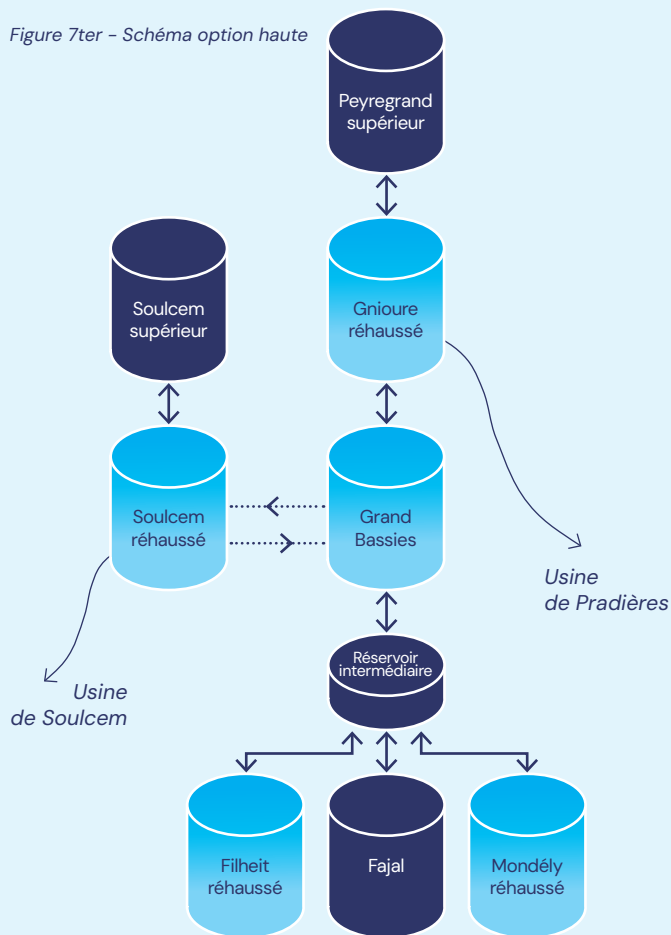 Figure 7ter - Schéma option haute
Peyregrand
supérieur
Soulcem
supérieur
Gnioure
réhaussé
Soulcem
réhaussé
Grand
Bassies
Usine
de Pradières
Réservoir
intermédiaire
Usine
de Soulcem
Filheit
réhaussé
Fajal
Mondély
réhaussé